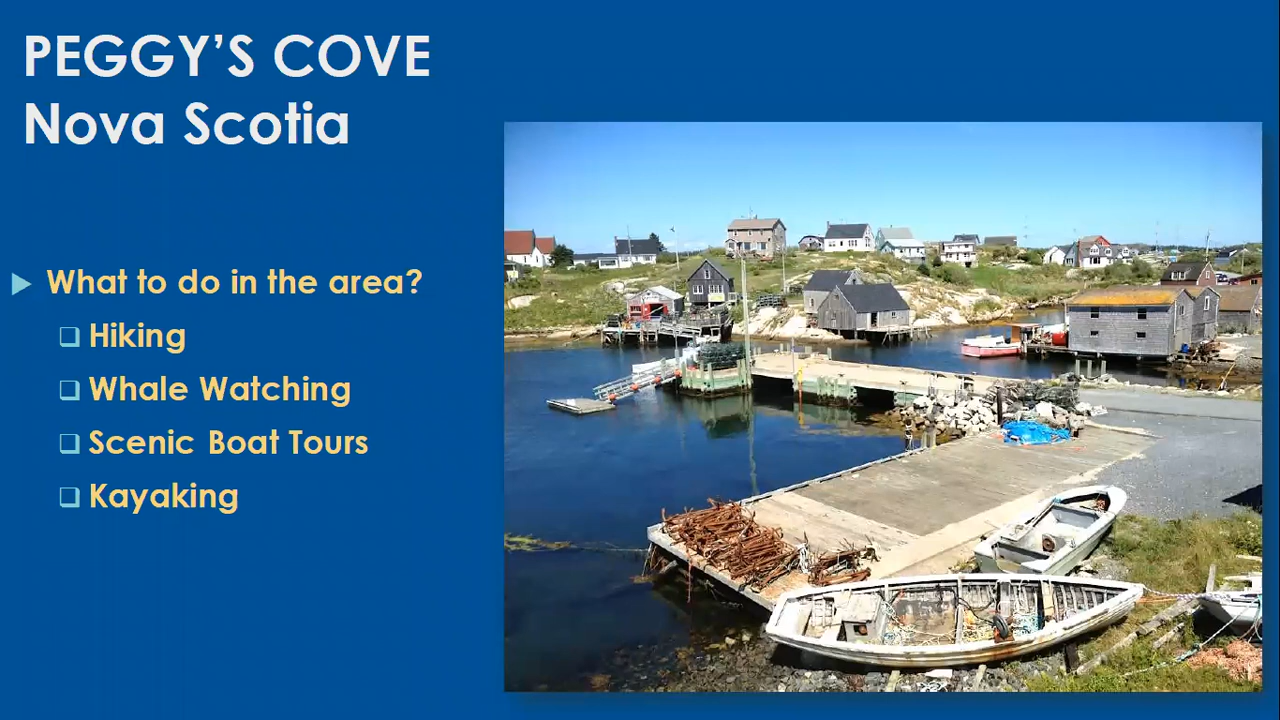 PEGGY’S COVE
Nova Scotia
What to do in the area?
Hiking
Whale Watching
Scenic Boat Tours
Kayaking